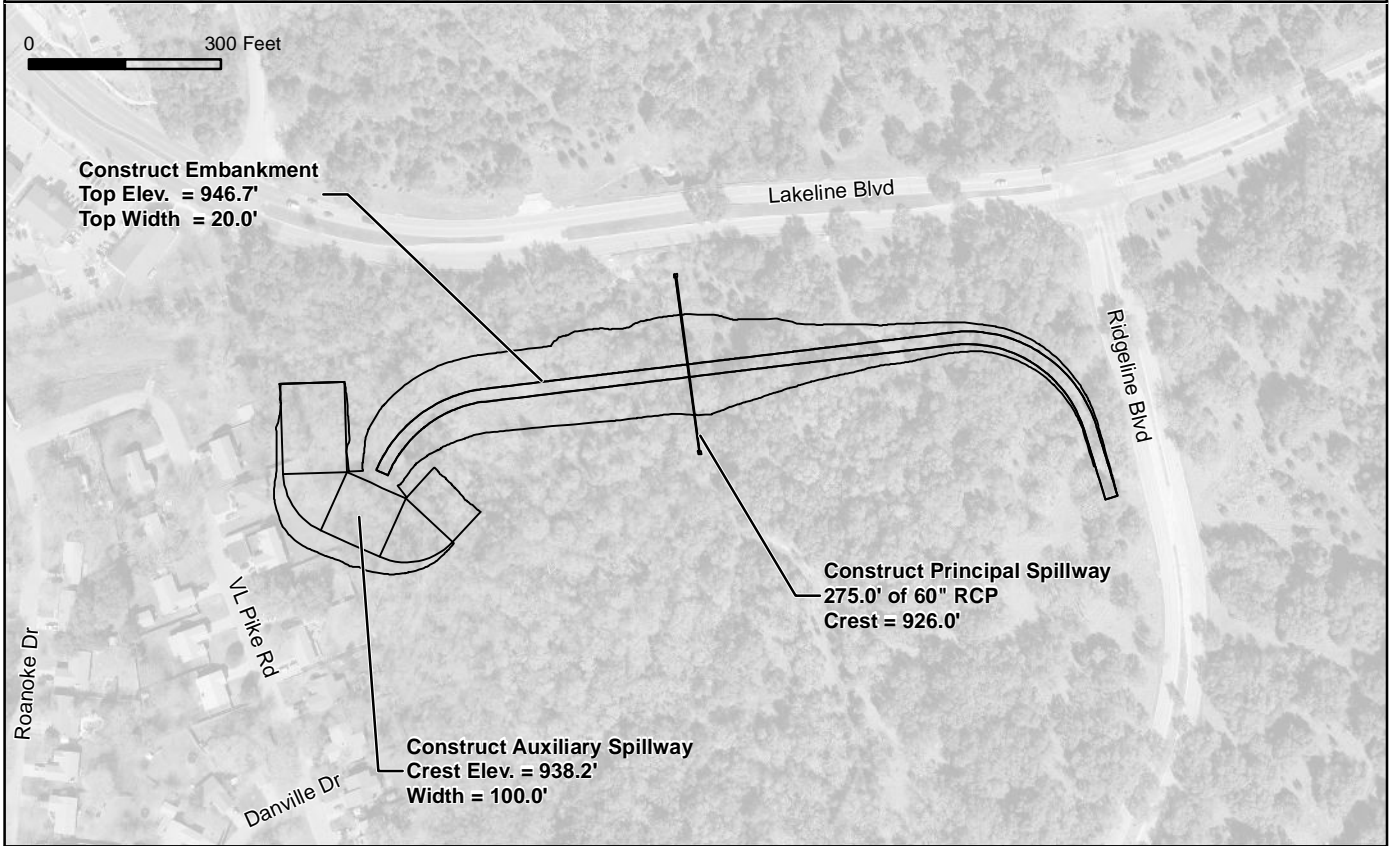 0 300 Feet
Construct Embankment
Top Elev. = 946.7'
Top Width = 20.0'
Lakeline Blvd
Ridgeline Blvd
Construct Principal Spillway
275.0' of 60" RCP
Crest = 926.0'
VL Pike Rd
Roanoke Dr
Construct Auxiliary Spillway
Crest Elev. = 938.2'
Width = 100.0'
Danville Dr